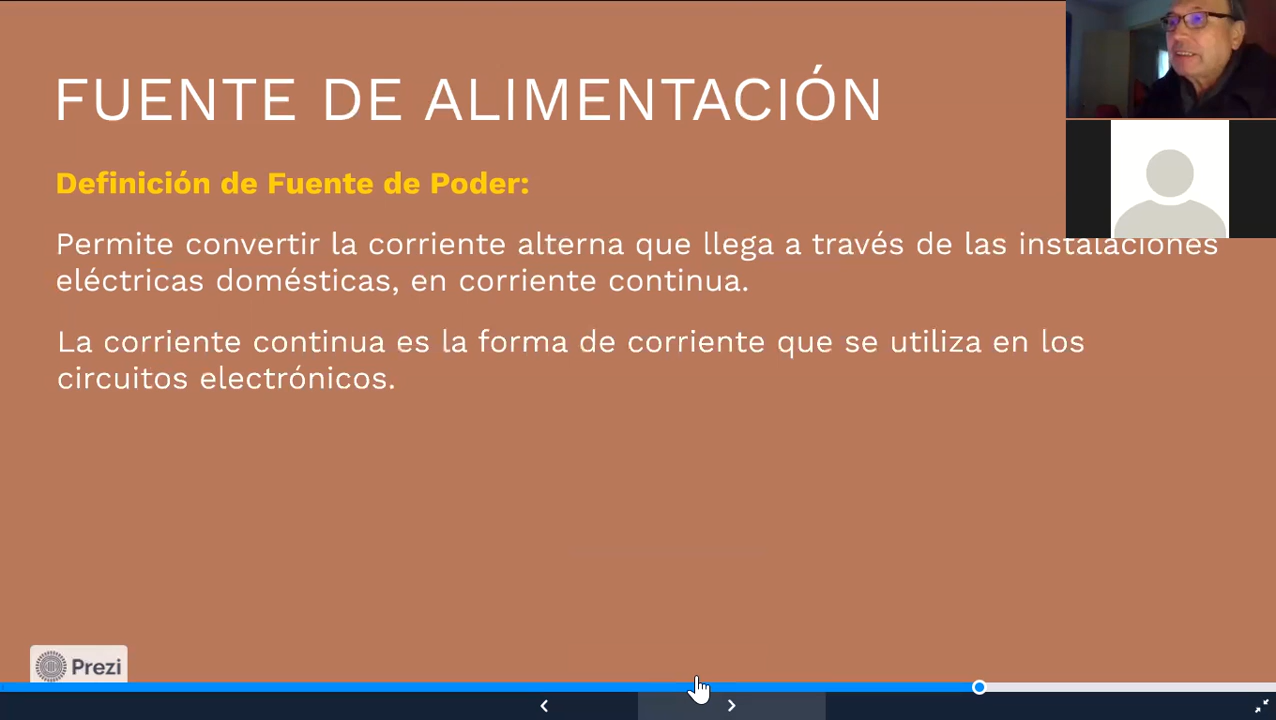 FUENTE DE ALIMENTACIÓN
Definición de Fuente de Poder:
Permite convertir la corriente alterna que llega a través de las instalaciones
eléctricas domésticas, en corriente continua.
La corriente continua es la forma de corriente que se utiliza en los
circuitos electrónicos.
Prezi